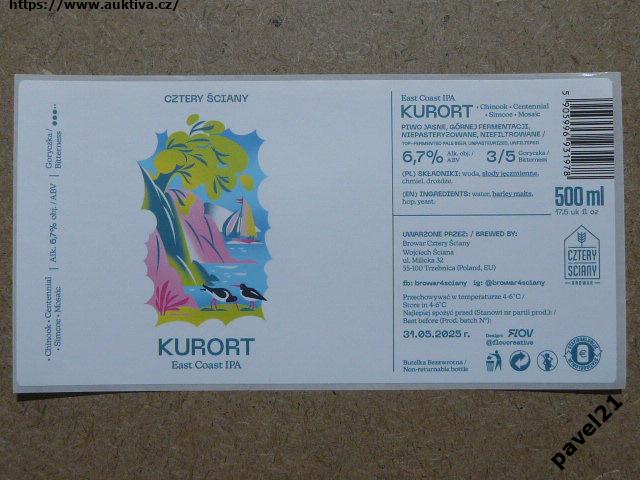 https://www.auktiva.cz/
CZTERY ŚCIANY
KURORT
East Coast IPA
• Chinook • Centennial
• Simcoe • Mosaic
Alk. 6,7% obj. / ABV
Goryczka /
Bitterness
East Coast IPA
KURORT • Chinook • Centennial
• Simcoe • Mosaic
PIWO JASNE, GÓRNEJ FERMENTACJI,
NIEPASTERYZOWANE, NIEFILTROWANE /
TOP-FERMENTED PALE BEER, UNPASTEURIZED, UNFILTERED
6,7% Alk. obj. / ABV 3/5 Goryczka / Bitterness
(PL) SKŁADNIKI: woda, słody jęczmienne,
chmiel, drożdże.
(EN) INGREDIENTS: water, barley malts,
hop, yeast.
5 905996 931978
500 ml
17.6 uk fl oz
UWARZONE PRZEZ: / BREWED BY:
Browar Cztery Ściany
Wojciech Ściana
ul. Milicka 32
55-100 Trzebnica (Poland, EU)
fb: browar4sciany ig: @browar4sciany
CZTERY
ŚCIANY
BROWAR
Przechowywać w temperaturze 4-6°C /
Store in 4-6°C
Najlepiej spożyć przed (Stanowi nr partii prod.): /
Best before (Prod. batch Nº):
31.05.2025 r.
Design: FLOV
@flovcreative
Butelka Bezzwrotna /
Non-returnable bottle
pavel21